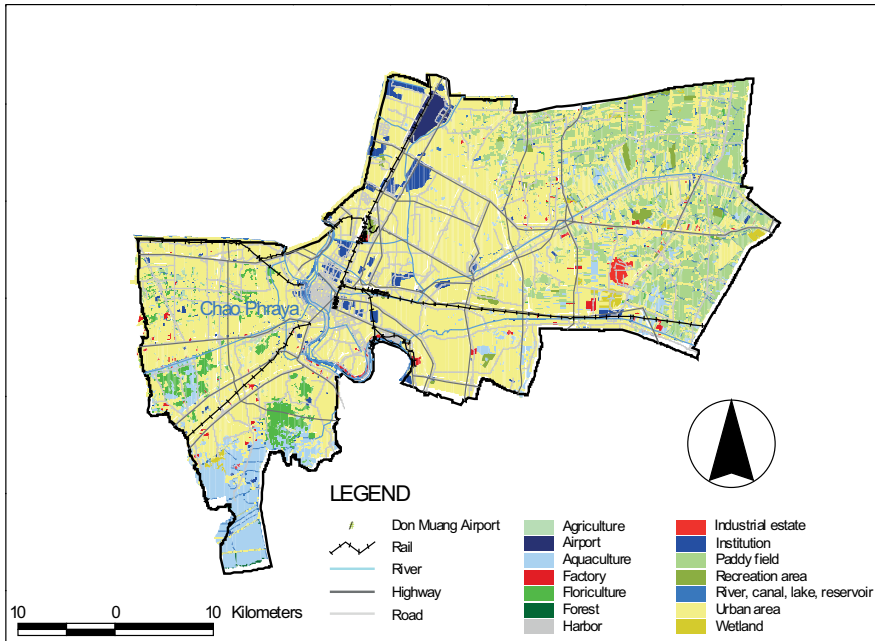 Chao Phraya
LEGEND
Don Muang Airport
Rail
River
Highway
Road
Agriculture
Airport
Aquaculture
Factory
Floriculture
Forest
Harbor
Industrial estate
Institution
Paddy field
Recreation area
River, canal, lake, reservoir
Urban area
Wetland
10 0 10 Kilometers